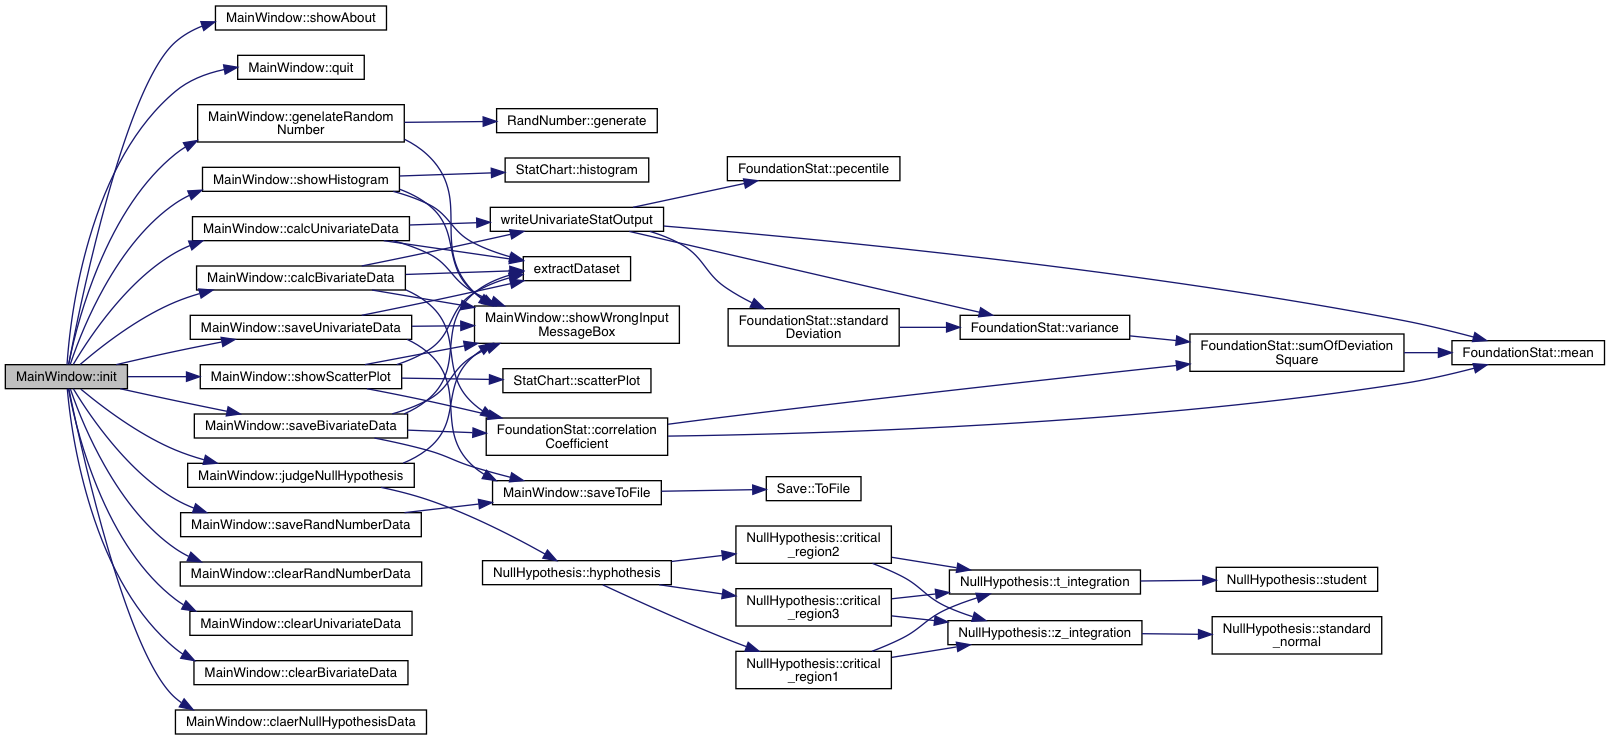 MainWindow::init
MainWindow::showAbout
MainWindow::quit
MainWindow::genelateRandom
Number
MainWindow::showHistogram
MainWindow::calcUnivariateData
MainWindow::calcBivariateData
MainWindow::saveUnivariateData
MainWindow::showScatterPlot
MainWindow::saveBivariateData
MainWindow::judgeNullHypothesis
MainWindow::saveRandNumberData
MainWindow::clearRandNumberData
MainWindow::clearUnivariateData
MainWindow::clearBivariateData
MainWindow::claerNullHypothesisData
RandNumber::generate
StatChart::histogram
writeUnivariateStatOutput
extractDataset
MainWindow::showWrongInput
MessageBox
StatChart::scatterPlot
FoundationStat::correlation
Coefficient
MainWindow::saveToFile
NullHypothesis::hyphothesis
FoundationStat::pecentile
FoundationStat::standard
Deviation
Save::ToFile
NullHypothesis::critical
_region2
NullHypothesis::critical
_region3
NullHypothesis::critical
_region1
FoundationStat::variance
NullHypothesis::t_integration
NullHypothesis::z_integration
FoundationStat::sumOfDeviation
Square
NullHypothesis::student
NullHypothesis::standard
_normal
FoundationStat::mean